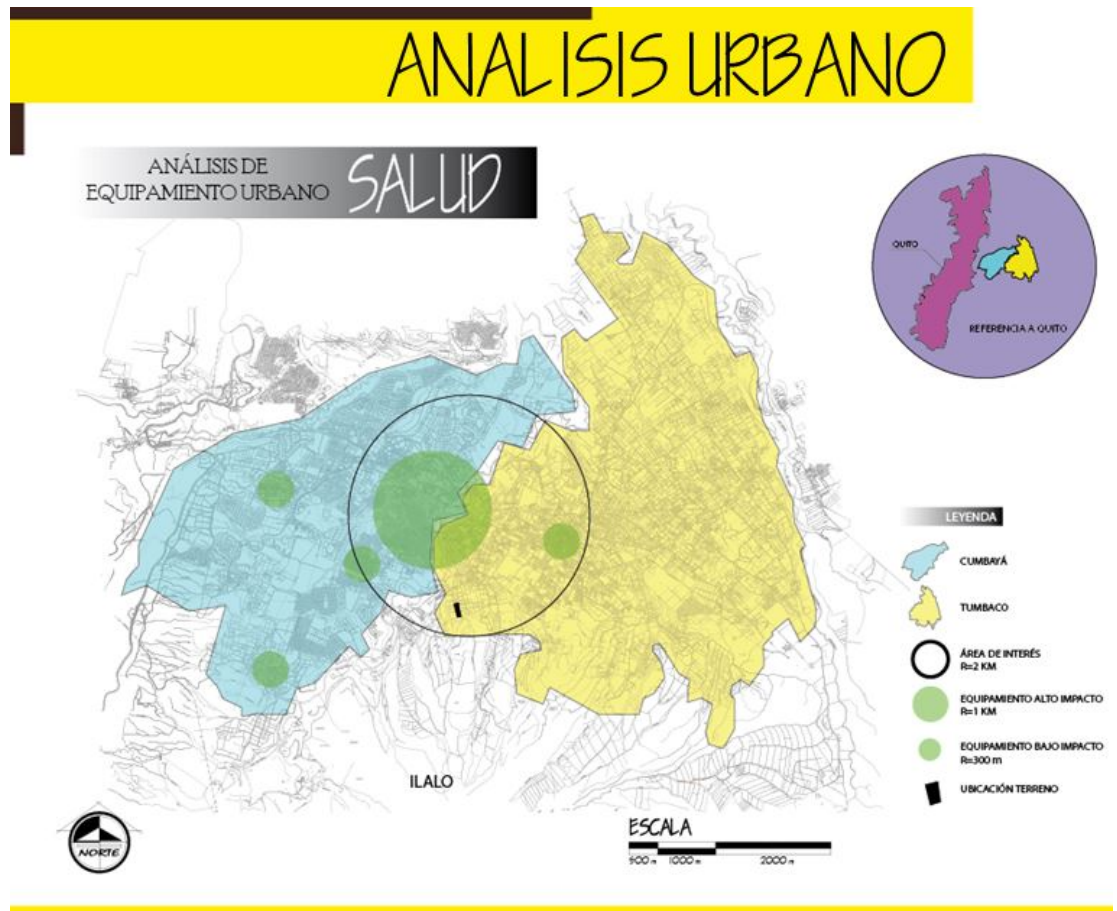 ANALISIS URBANO
ANÁLISIS DE
EQUIPAMIENTO URBANO
SALUD
QUITO
REFERENCIA A QUITO
LEYENDA
CUMBAYÁ
TUMBACO
ÁREA DE INTERÉS
R=2 KM
EQUIPAMIENTO ALTO IMPACTO
R=1 KM
EQUIPAMIENTO BAJO IMPACTO
R=300 m
UBICACIÓN TERRENO
ILALO
NORTE
ESCALA
500 m 1000 m 2000 m